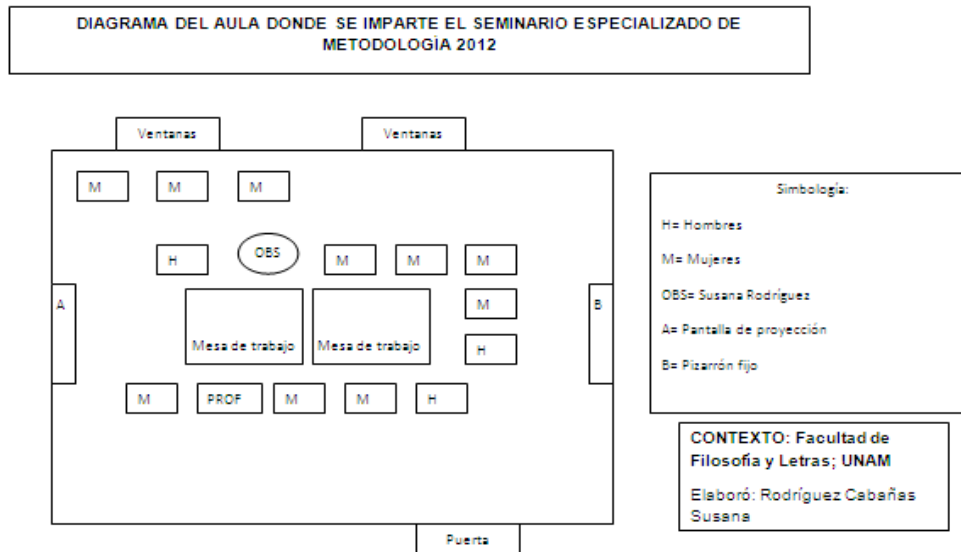 DIAGRAMA DEL AULA DONDE SE IMPARTE EL SEMINARIO ESPECIALIZADO DE
METODOLOGÍA 2012
Ventanas
Ventanas
M
M
M
H
OBS
M
M
M
M
H
A
B
Mesa de trabajo
Mesa de trabajo
M
PROF
M
M
H
Puerta
Simbología:
H= Hombres
M= Mujeres
OBS= Susana Rodríguez
A= Pantalla de proyección
B= Pizarrón fijo
CONTEXTO: Facultad de
Filosofía y Letras; UNAM
Elaboró: Rodríguez Cabañas
Susana